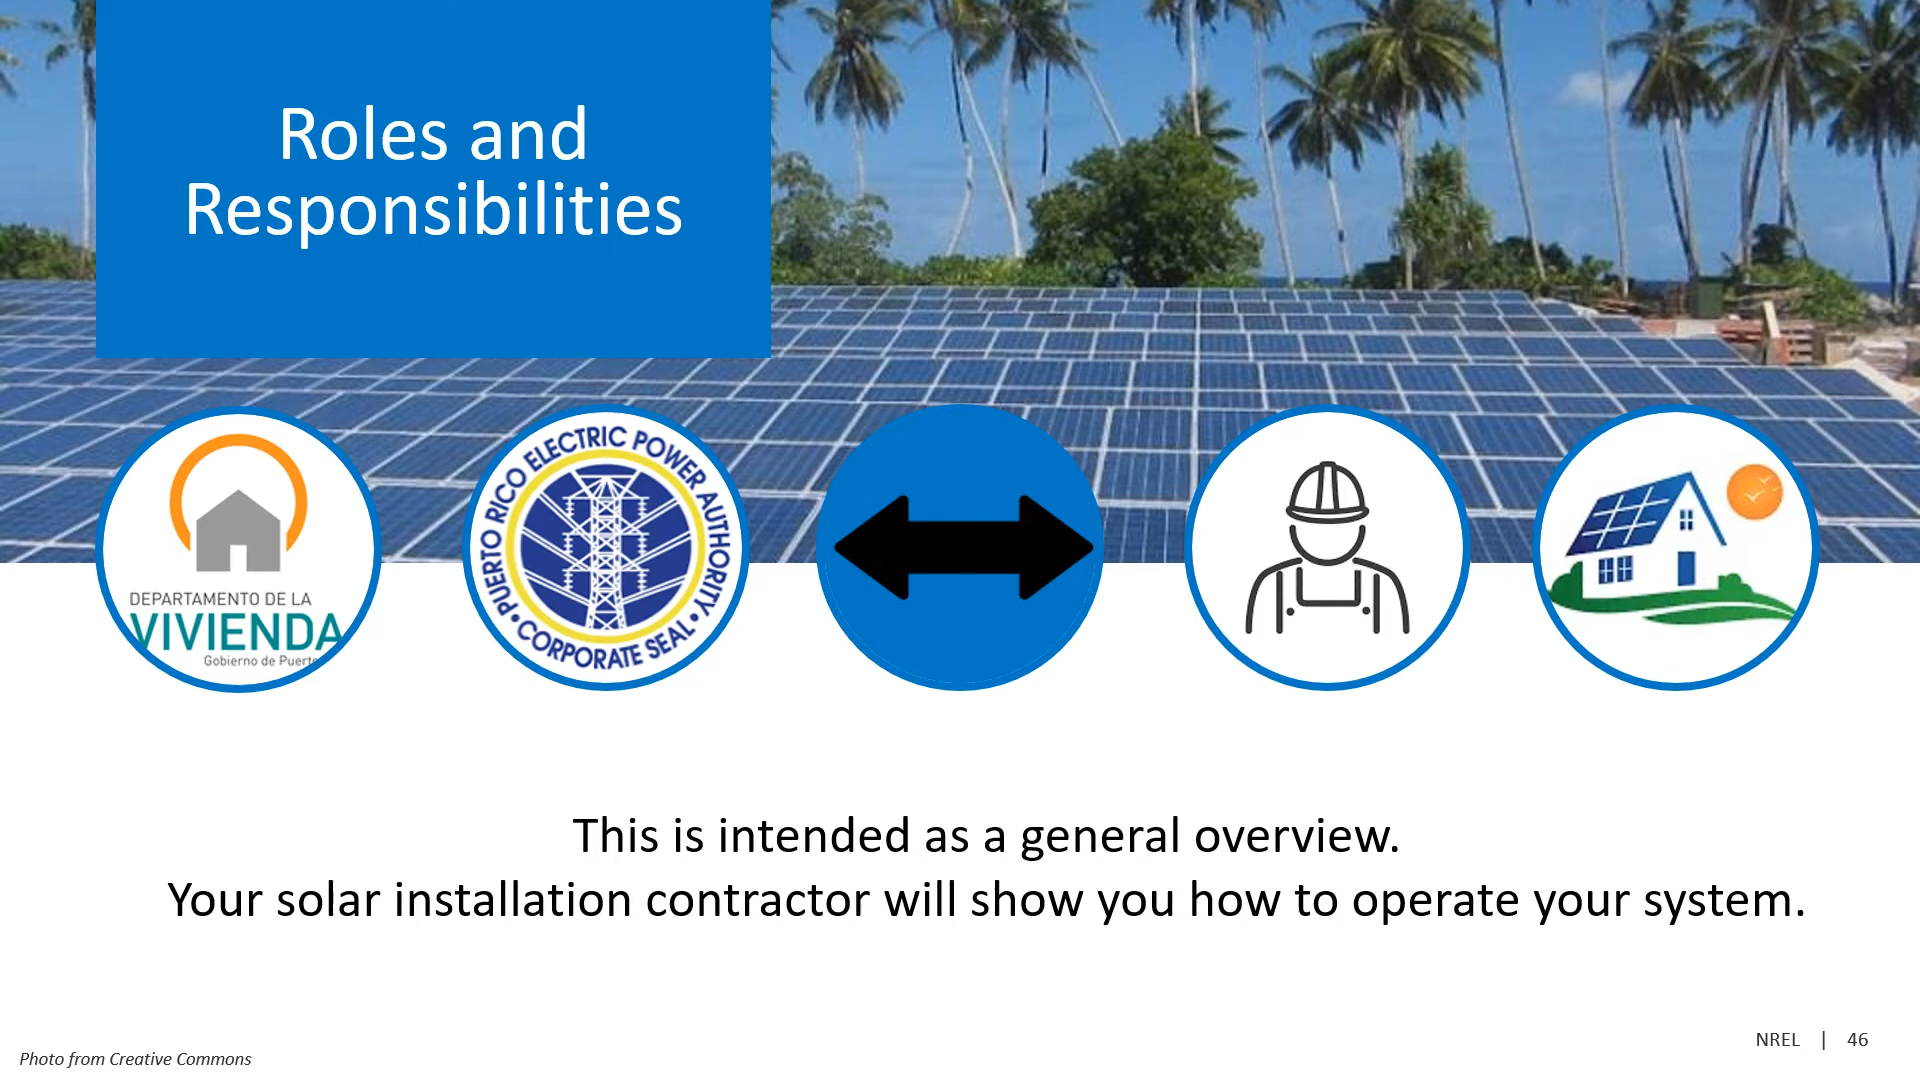 Roles and
Responsibilities
DEPARTAMENTO DE LA
VIVIENDA
Gobierno de Puert
PUERTO RICO ELECTRIC POWER AUTHORITY
• CORPORATE SEAL •
This is intended as a general overview.
Your solar installation contractor will show you how to operate your system.
NREL | 46
Photo from Creative Commons